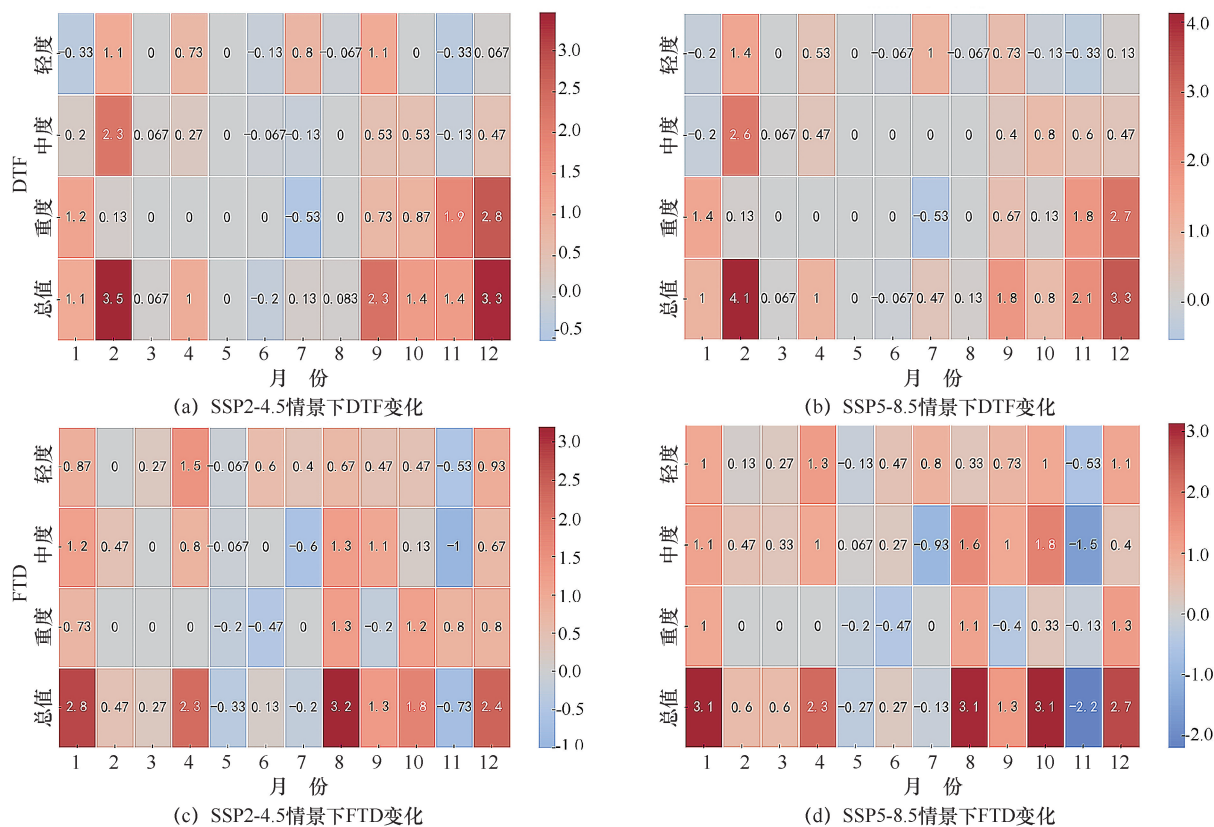 DTF
轻度 -0.33 1.1 0 0.73 0 -0.13 0.8 -0.067 1.1 0 -0.33 0.067
中度 0.2 2.3 0.067 0.27 0 -0.067 -0.13 0 0.53 0.53 -0.13 0.47
重度 1.2 0.13 0 0 0 0 -0.53 0 0.73 0.87 1.9 2.8
总值 1.1 3.5 0.067 1 0 -0.2 0.13 0.083 2.3 1.4 1.4 3.3
1 2 3 4 5 6 7 8 9 10 11 12
月 份
3.0
2.5
2.0
1.5
1.0
0.5
0.0
-0.5
(a) SSP2-4.5情景下DTF变化
轻度 -0.2 1.4 0 0.53 0 -0.067 1 -0.067 0.73 -0.13 -0.33 0.13
中度 -0.2 2.6 0.067 0.47 0 0 0 0 0.4 0.8 0.6 0.47
重度 1.4 0.13 0 0 0 0 -0.53 0 0.67 0.13 1.8 2.7
总值 1 4.1 0.067 1 0 -0.067 0.47 0.13 1.8 0.8 2.1 3.3
1 2 3 4 5 6 7 8 9 10 11 12
月 份
4.0
3.0
2.0
1.0
0.0
(b) SSP5-8.5情景下DTF变化
FTD
轻度 0.87 0 0.27 1.5 -0.067 0.6 0.4 0.67 0.47 0.47 -0.53 0.93
中度 1.2 0.47 0 0.8 -0.067 0 -0.6 1.3 1.1 0.13 -1 0.67
重度 0.73 0 0 0 -0.2 -0.47 0 1.3 -0.2 1.2 0.8 0.8
总值 2.8 0.47 0.27 2.3 -0.33 0.13 -0.2 3.2 1.3 1.8 -0.73 2.4
1 2 3 4 5 6 7 8 9 10 11 12
月 份
3.0
2.5
2.0
1.5
1.0
0.5
0.0
-0.5
-1.0
(c) SSP2-4.5情景下FTD变化
轻度 1 0.13 0.27 1.3 -0.13 0.47 0.8 0.33 0.73 1 -0.53 1.1
中度 1.1 0.47 0.33 1 0.067 0.27 -0.93 1.6 1 1.8 -1.5 0.4
重度 1 0 0 0 -0.2 -0.47 0 1.1 -0.4 0.33 -0.13 1.3
总值 3.1 0.6 0.6 2.3 -0.27 0.27 -0.13 3.1 1.3 3.1 -2.2 2.7
1 2 3 4 5 6 7 8 9 10 11 12
月 份
3.0
2.0
1.0
0.0
-1.0
-2.0
(d) SSP5-8.5情景下FTD变化